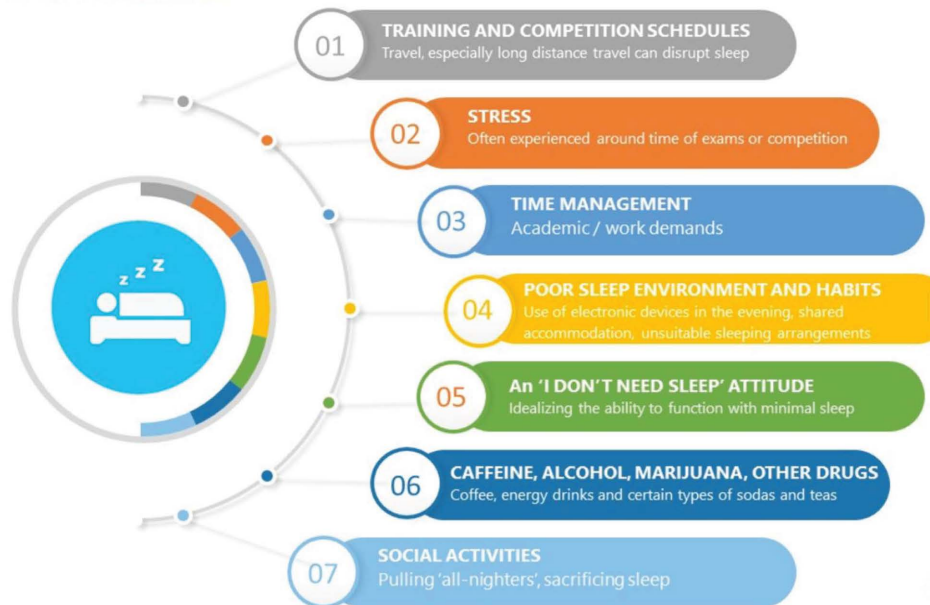 01
TRAINING AND COMPETITION SCHEDULES
Travel, especially long distance travel can disrupt sleep
02
STRESS
Often experienced around time of exams or competition
03
TIME MANAGEMENT
Academic / work demands
04
POOR SLEEP ENVIRONMENT AND HABITS
Use of electronic devices in the evening, shared
accommodation, unsuitable sleeping arrangements
05
An ‘I DON’T NEED SLEEP’ ATTITUDE
Idealizing the ability to function with minimal sleep
06
CAFFEINE, ALCOHOL, MARIJUANA, OTHER DRUGS
Coffee, energy drinks and certain types of sodas and teas
07
SOCIAL ACTIVITIES
Pulling ‘all-nighters’, sacrificing sleep
z z z